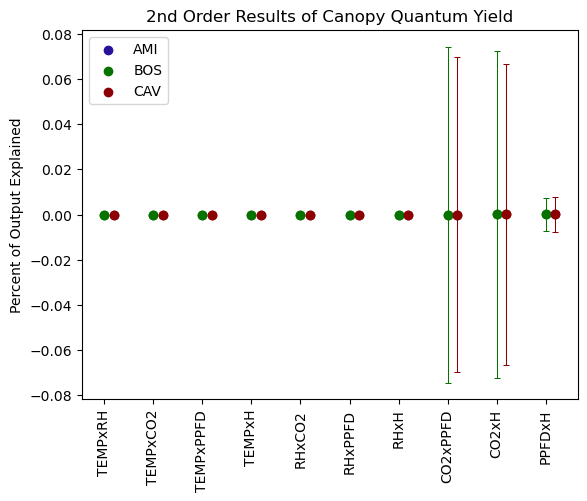 2nd Order Results of Canopy Quantum Yield
AMI
BOS
CAV
Percent of Output Explained
0.08
0.06
0.04
0.02
0.00
−0.02
−0.04
−0.06
−0.08
TEMPxRH
TEMPxCO2
TEMPxPPFD
TEMPxH
RHxCO2
RHxPPFD
RHxH
CO2xPPFD
CO2xH
PPFDxH